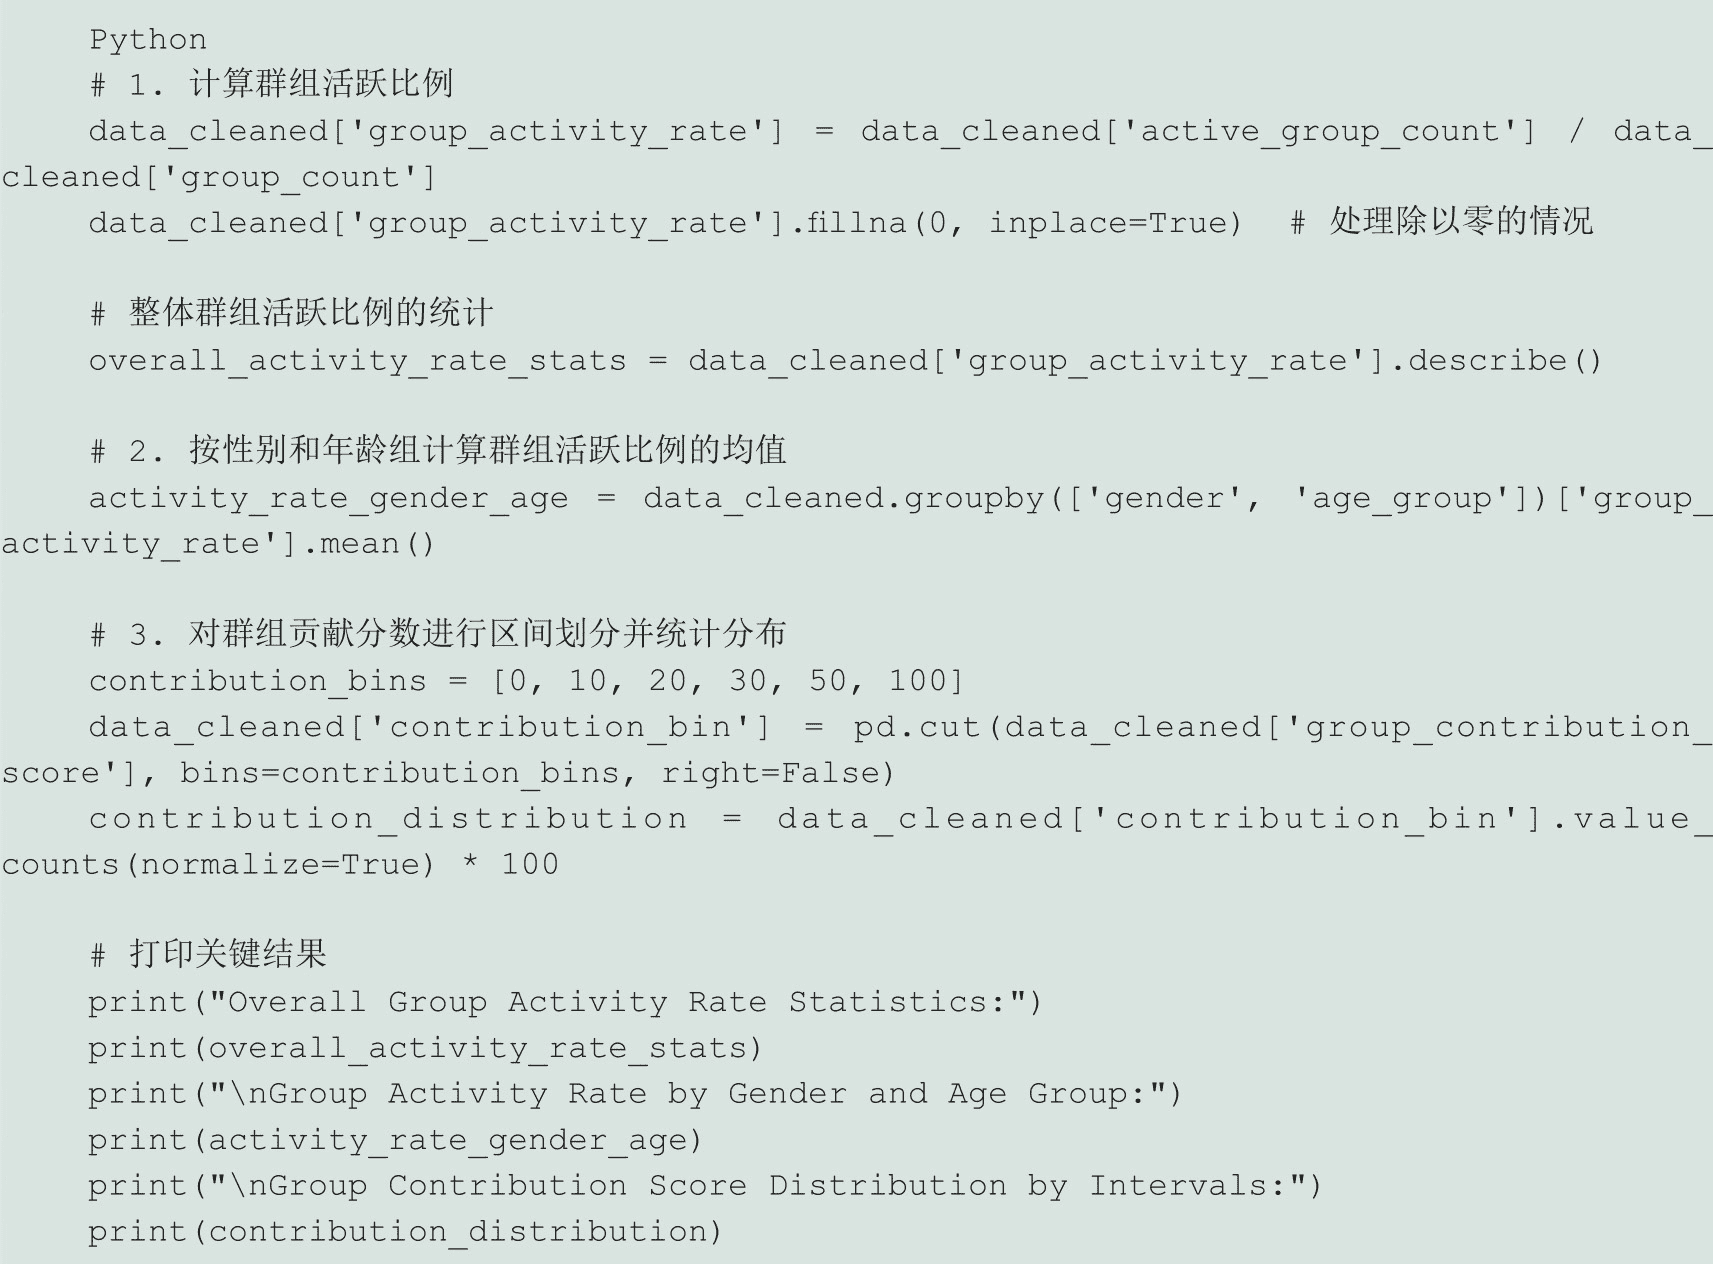 Python
# 1. 计算群组活跃比例
data_cleaned['group_activity_rate'] = data_cleaned['active_group_count'] / data_
cleaned['group_count']
data_cleaned['group_activity_rate'].fillna(0, inplace=True)  # 处理除以零的情况
# 整体群组活跃比例的统计
overall_activity_rate_stats = data_cleaned['group_activity_rate'].describe()
# 2. 按性别和年龄组计算群组活跃比例的均值
activity_rate_gender_age = data_cleaned.groupby(['gender', 'age_group'])['group_
activity_rate'].mean()
# 3. 对群组贡献分数进行区间划分并统计分布
contribution_bins = [0, 10, 20, 30, 50, 100]
data_cleaned['contribution_bin'] = pd.cut(data_cleaned['group_contribution_
score'], bins=contribution_bins, right=False)
contribution_distribution = data_cleaned['contribution_bin'].value_
counts(normalize=True) * 100
# 打印关键结果
print("Overall Group Activity Rate Statistics:")
print(overall_activity_rate_stats)
print("\nGroup Activity Rate by Gender and Age Group:")
print(activity_rate_gender_age)
print("\nGroup Contribution Score Distribution by Intervals:")
print(contribution_distribution)